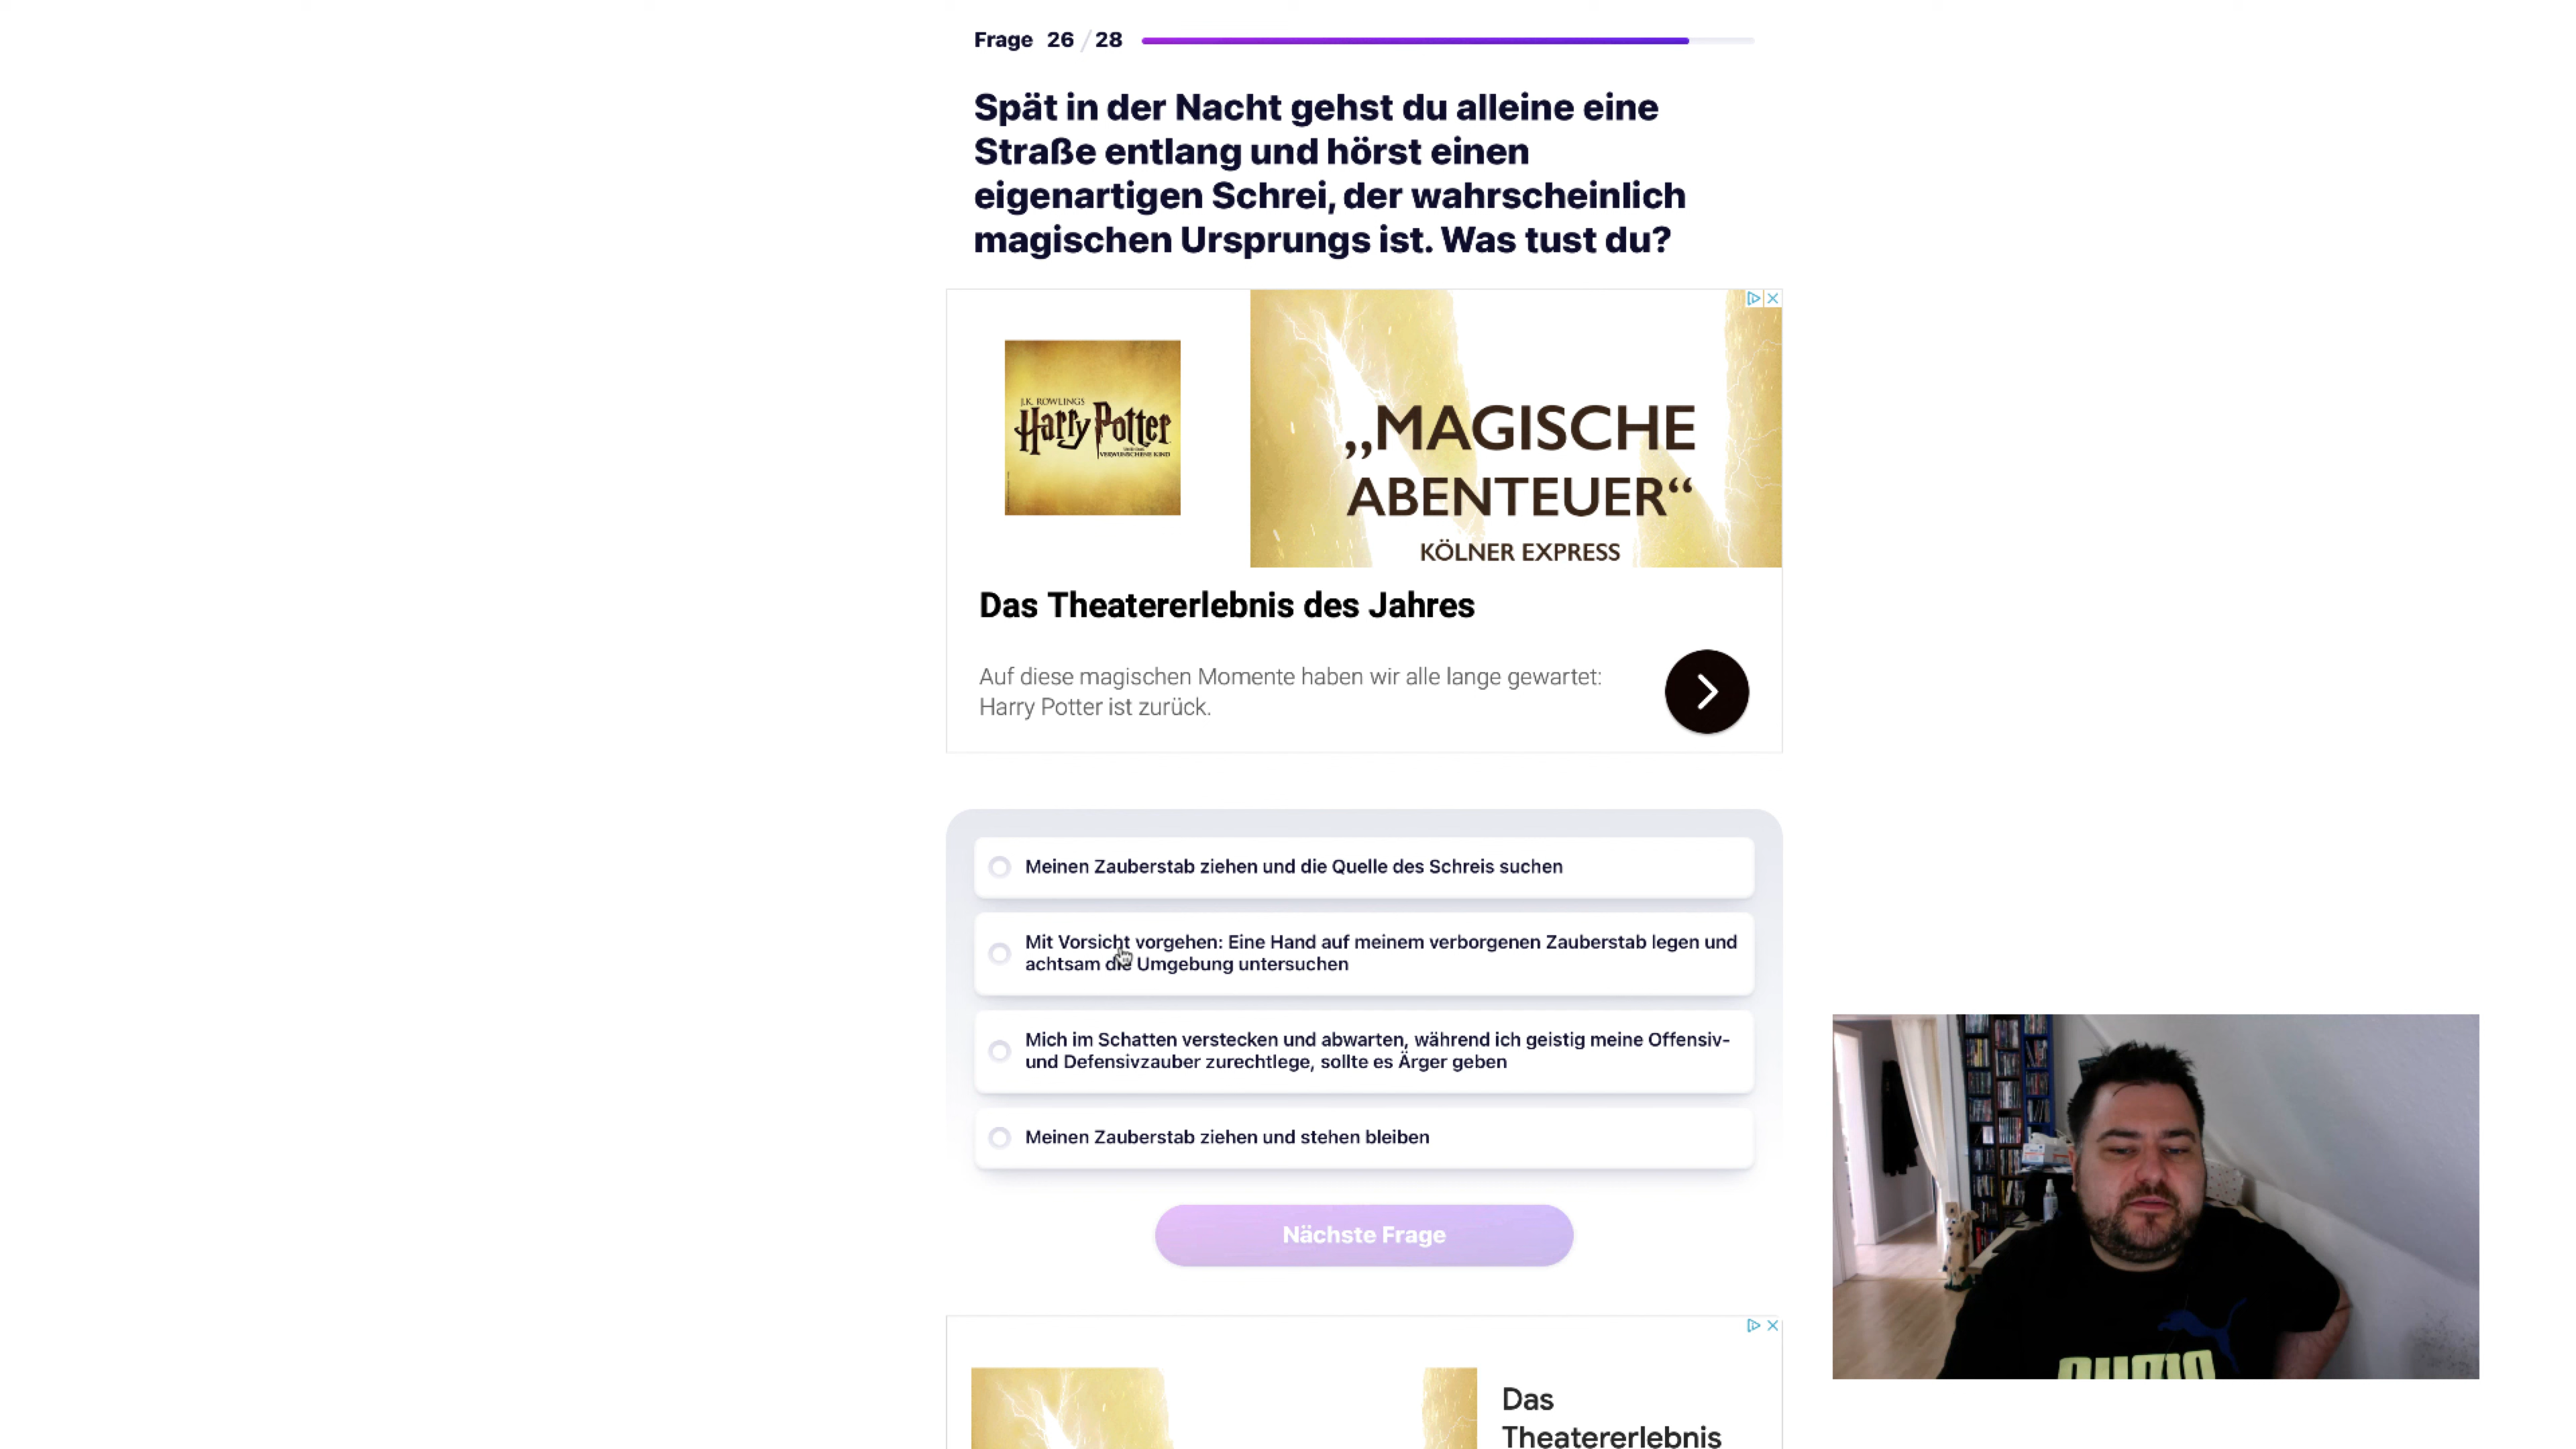 Frage 26 / 28
Spät in der Nacht gehst du alleine eine
Straße entlang und hörst einen
eigenartigen Schrei, der wahrscheinlich
magischen Ursprungs ist. Was tust du?
J.K. ROWLINGS
Harry Potter
VERWUNSCHENE KIND
„MAGISCHE
ABENTEUER“
KÖLNER EXPRESS
Das Theatererlebnis des Jahres
Auf diese magischen Momente haben wir alle lange gewartet:
Harry Potter ist zurück.
Meinen Zauberstab ziehen und die Quelle des Schreis suchen
Mit Vorsicht vorgehen: Eine Hand auf meinem verborgenen Zauberstab legen und
achtsam die Umgebung untersuchen
Mich im Schatten verstecken und abwarten, während ich geistig meine Offensiv-
und Defensivzauber zurechtlege, sollte es Ärger geben
Meinen Zauberstab ziehen und stehen bleiben
Nächste Frage
Das
Theatererlebnis